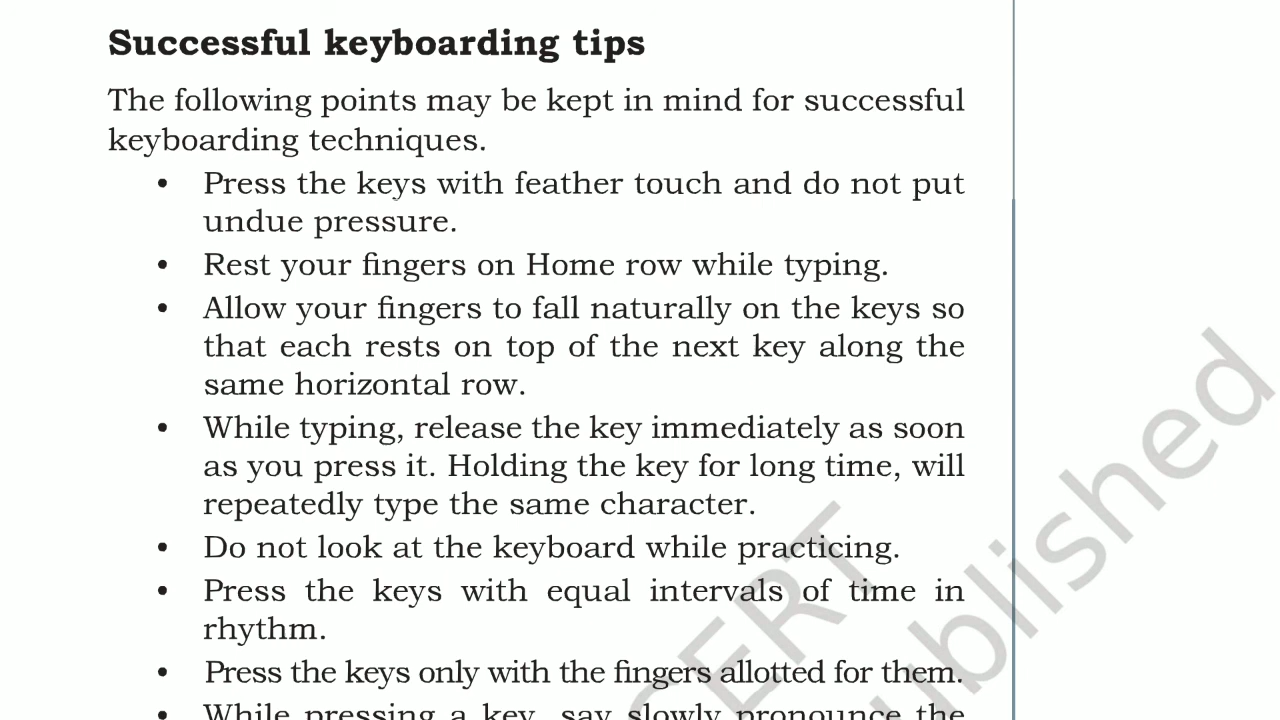 Successful keyboarding tips
The following points may be kept in mind for successful
keyboarding techniques.
• Press the keys with feather touch and do not put
undue pressure.
• Rest your fingers on Home row while typing.
• Allow your fingers to fall naturally on the keys so
that each rests on top of the next key along the
same horizontal row.
• While typing, release the key immediately as soon
as you press it. Holding the key for long time, will
repeatedly type the same character.
• Do not look at the keyboard while practicing.
• Press the keys with equal intervals of time in
rhythm.
• Press the keys only with the fingers allotted for them.
• While pressing a key, say slowly pronounce the